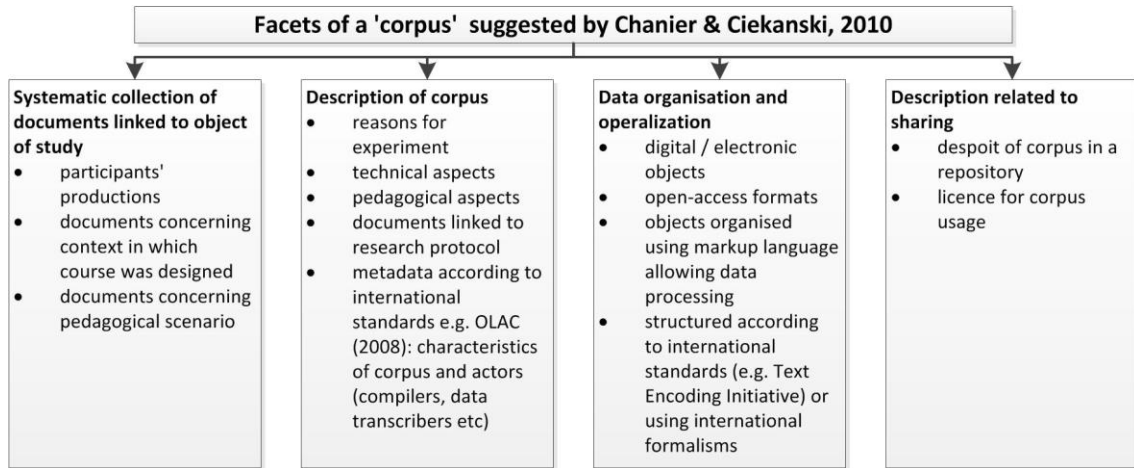 Facets of a 'corpus' suggested by Chanier & Ciekanski, 2010
Systematic collection of
documents linked to object
of study
• participants'
productions
• documents concerning
context in which
course was designed
• documents concerning
pedagogical scenario
Description of corpus
• reasons for
experiment
• technical aspects
• pedagogical aspects
• documents linked to
research protocol
• metadata according to
international
standards e.g. OLAC
(2008): characteristics
of corpus and actors
(compilers, data
transcribers etc)
Data organisation and
operalization
• digital / electronic
objects
• open-access formats
• objects organised
using markup language
allowing data
processing
• structured according
to international
standards (e.g. Text
Encoding Initiative) or
using international
formalisms
Description related to
sharing
• despoit of corpus in a
repository
• licence for corpus
usage